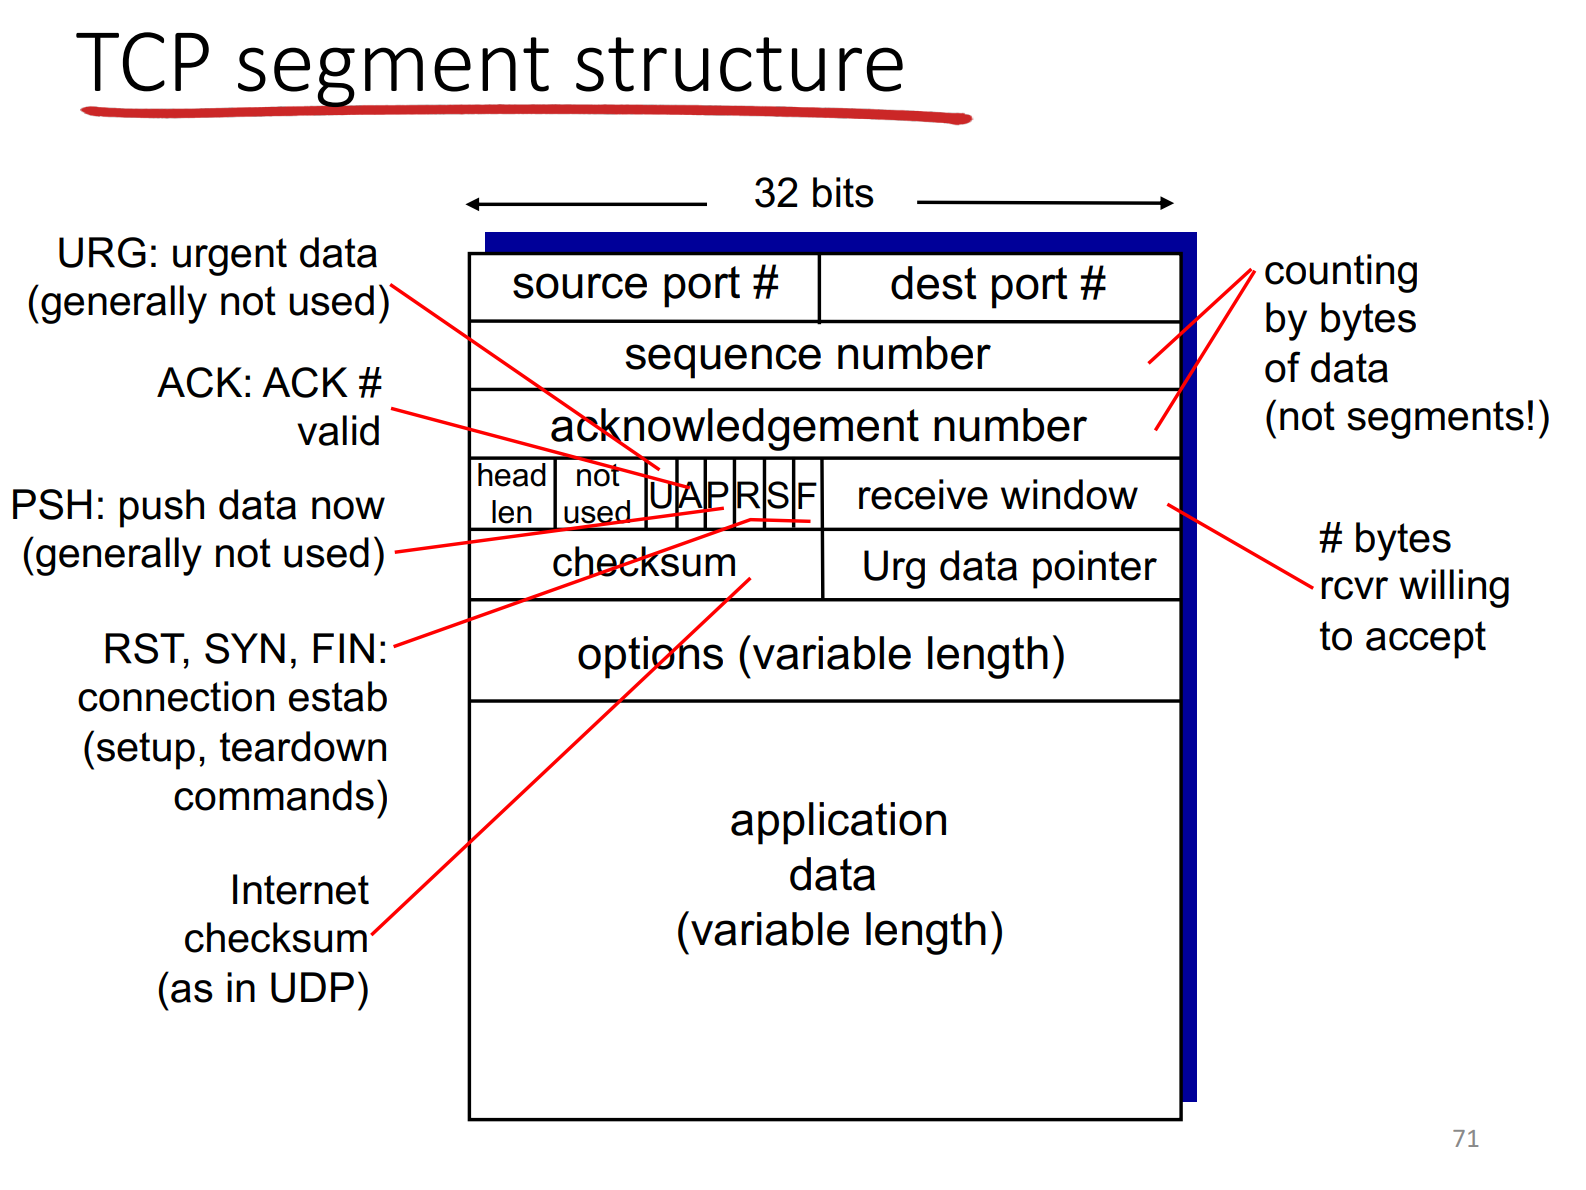 TCP segment structure
32 bits
URG: urgent data
(generally not used)
ACK: ACK #
valid
PSH: push data now
(generally not used)
RST, SYN, FIN:
connection estab
(setup, teardown
commands)
Internet
checksum
(as in UDP)
source port #
dest port #
sequence number
acknowledgement number
head
len
not
used
U A P R S F
receive window
checksum
Urg data pointer
options (variable length)
application
data
(variable length)
counting
by bytes
of data
(not segments!)
# bytes
rcvr willing
to accept
71